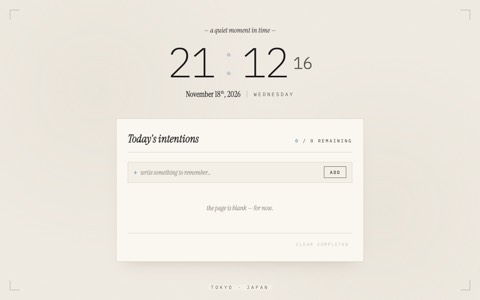 — a quiet moment in time —
21 : 12 16
November 18th, 2026 | WEDNESDAY
Today's intentions
0 / 0 REMAINING
+ write something to remember...
ADD
the page is blank — for now.
CLEAR COMPLETED
TOKYO · JAPAN